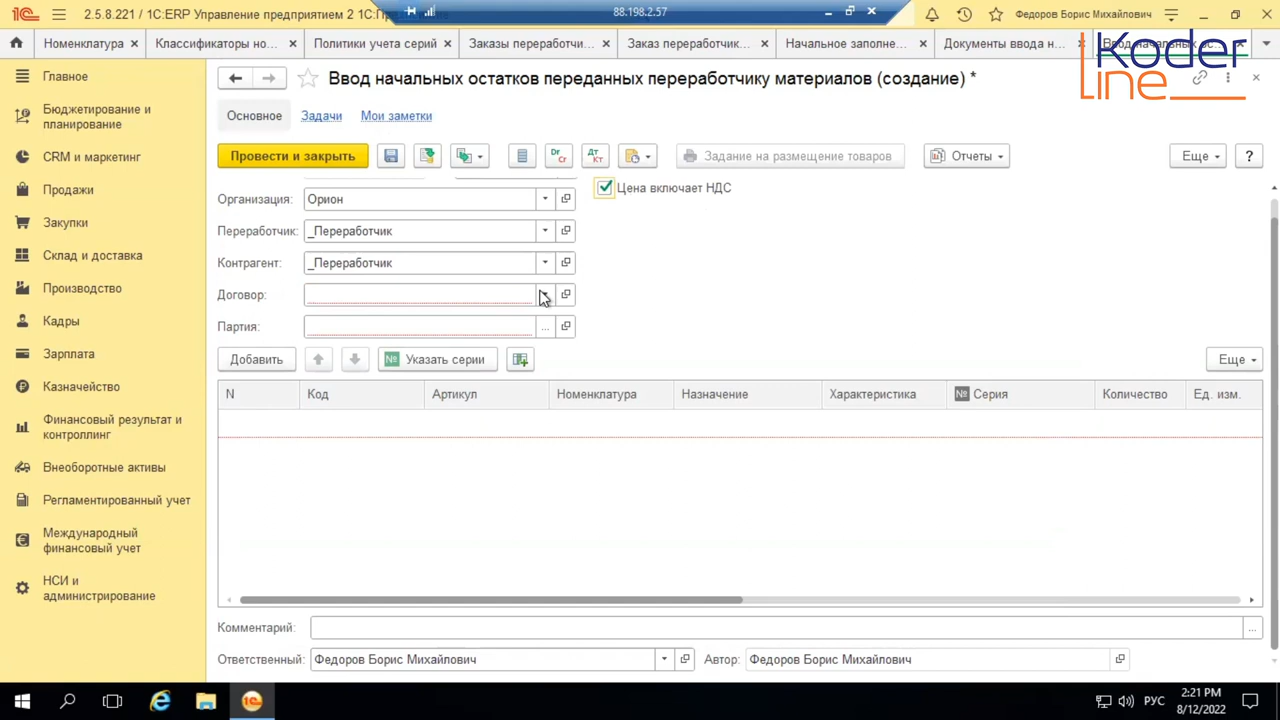 2.5.8.221 / 1С:ERP Управление предприятием 2 1С:П
88.198.2.57
Федоров Борис Михайлович
Номенклатура
Классификаторы но...
Политики учета серий
Заказы переработчи...
Заказ переработчик...
Начальное заполне...
Документы ввода н...
Koder
line
Главное
Бюджетирование и
планирование
CRM и маркетинг
Продажи
Закупки
Склад и доставка
Производство
Кадры
Зарплата
Казначейство
Финансовый результат и
контроллинг
Внеоборотные активы
Регламентированный учет
Международный
финансовый учет
НСИ и
администрирование
Ввод начальных остатков переданных переработчику материалов (создание) *
Основное
Задачи
Мои заметки
Провести и закрыть
Dr
Cr
Дт
Кт
Задание на размещение товаров
Отчеты
Еще
?
Организация: Орион
Цена включает НДС
Переработчик: _Переработчик
Контрагент: _Переработчик
Договор:
Партия:
Добавить
№ Указать серии
Еще
N Код Артикул Номенклатура Назначение Характеристика № Серия Количество Ед. изм.
Комментарий:
Ответственный: Федоров Борис Михайлович
Автор: Федоров Борис Михайлович
РУС
2:21 PM
8/12/2022